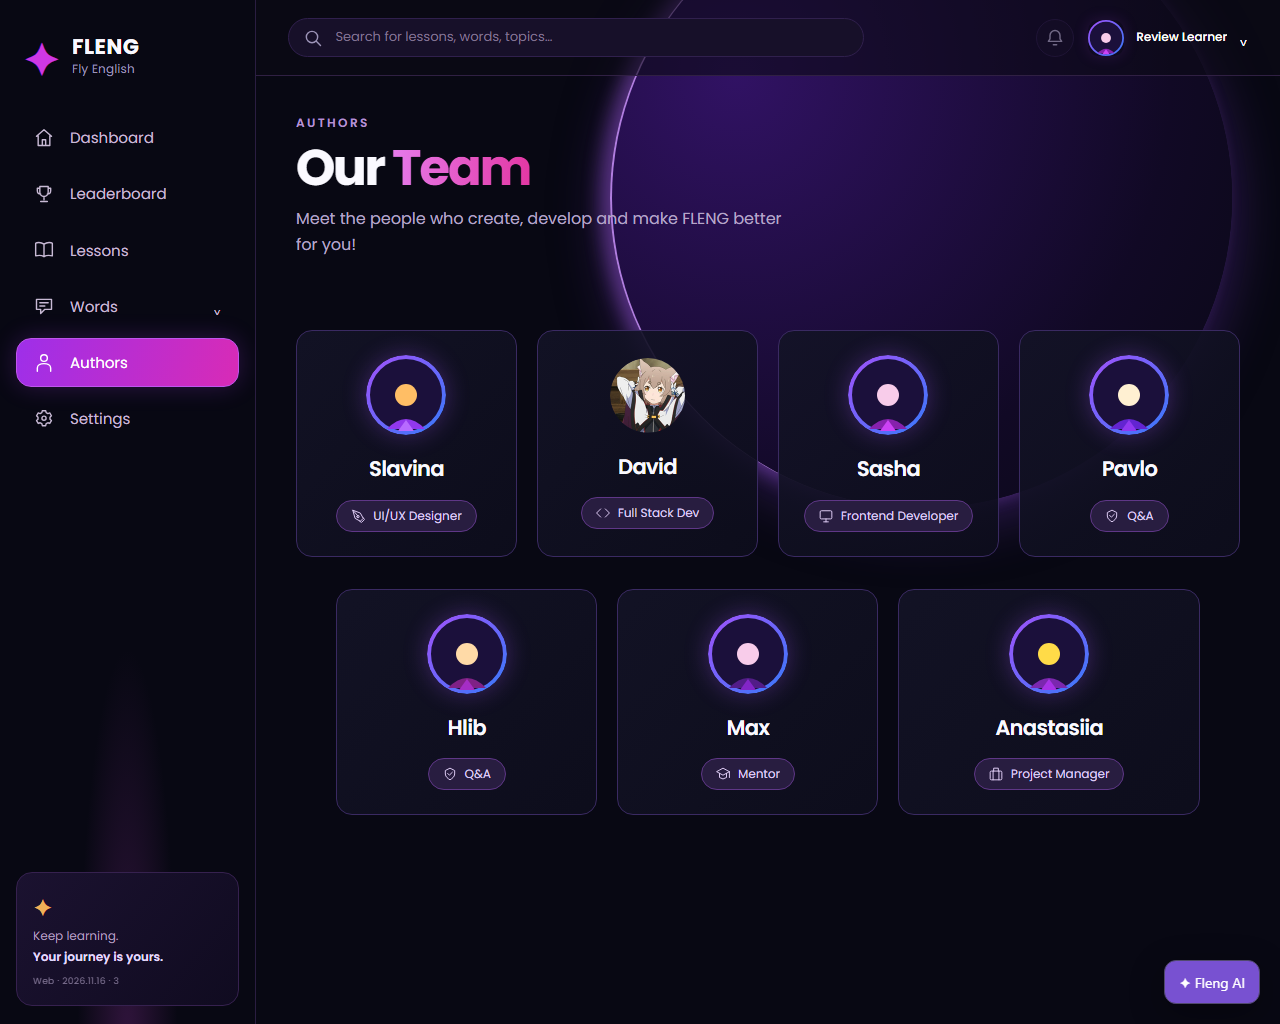 FLENG
Fly English
Search for lessons, words, topics...
Review Learner
Dashboard
Leaderboard
Lessons
Words
Authors
Settings
AUTHORS
Our Team
Meet the people who create, develop and make FLENG better
for you!
Slavina
UI/UX Designer
David
Full Stack Dev
Sasha
Frontend Developer
Pavlo
Q&A
Hlib
Q&A
Max
Mentor
Anastasiia
Project Manager
Keep learning.
Your journey is yours.
Web · 2026.11.16 · 3
✦ Fleng AI